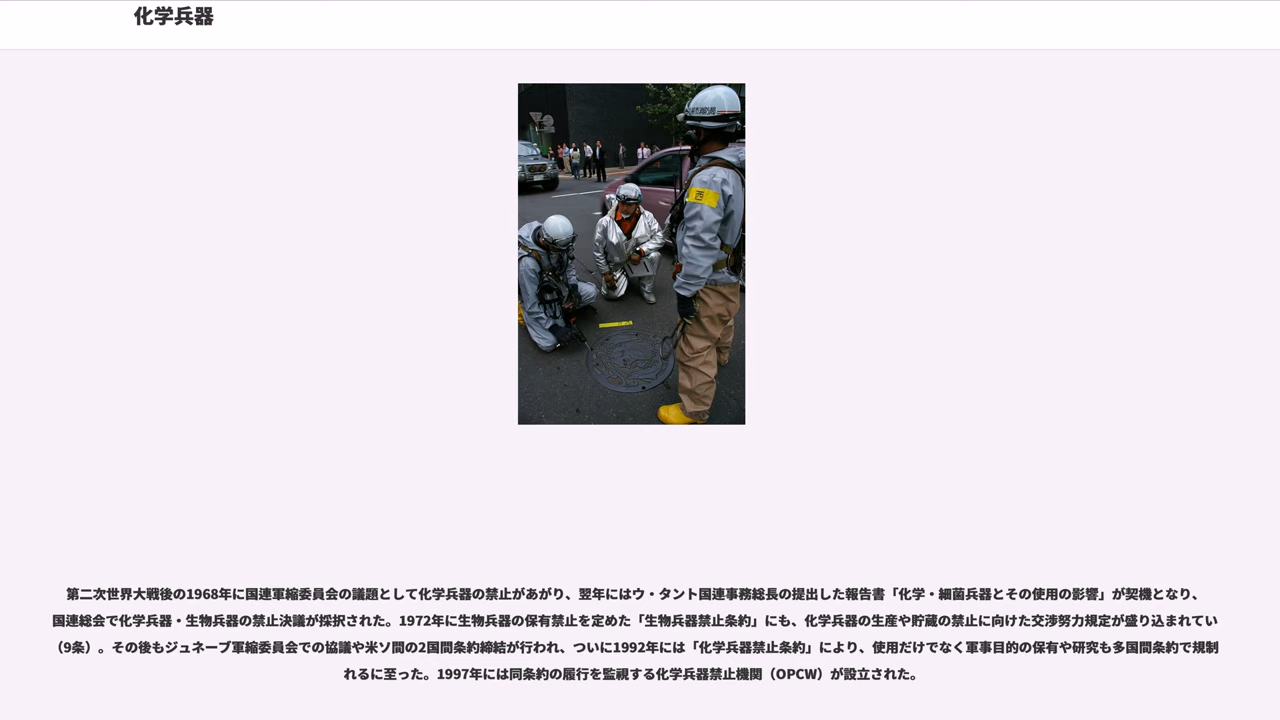 化学兵器
西
第二次世界大戦後の1968年に国連軍縮委員会の議題として化学兵器の禁止があがり、翌年にはウ・タント国連事務総長の提出した報告書「化学・細菌兵器とその使用の影響」が契機となり、
国連総会で化学兵器・生物兵器の禁止決議が採択された。1972年に生物兵器の保有禁止を定めた「生物兵器禁止条約」にも、化学兵器の生産や貯蔵の禁止に向けた交渉努力規定が盛り込まれてい
（9条）。その後もジュネーブ軍縮委員会での協議や米ソ間の2国間条約締結が行われ、ついに1992年には「化学兵器禁止条約」により、使用だけでなく軍事目的の保有や研究も多国間条約で規制
れるに至った。1997年には同条約の履行を監視する化学兵器禁止機関（OPCW）が設立された。